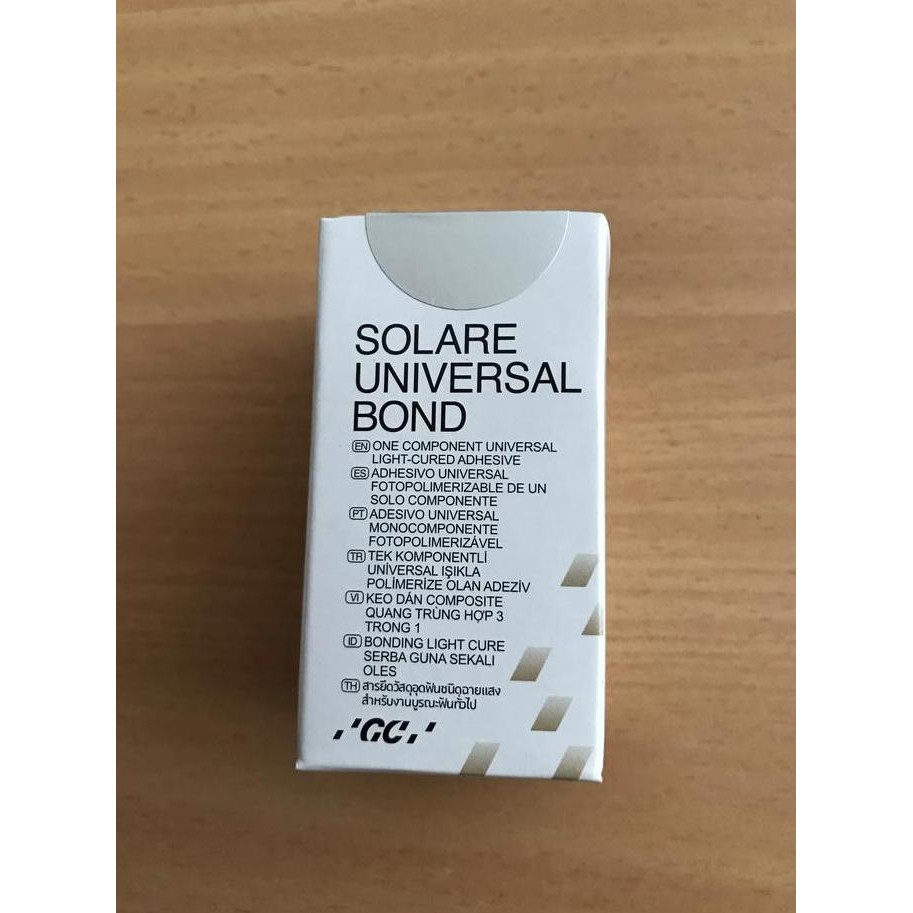 SOLARE
UNIVERSAL
BOND
EN ONE COMPONENT UNIVERSAL
LIGHT-CURED ADHESIVE
ES ADHESIVO UNIVERSAL
FOTOPOLIMERIZABLE DE UN
SOLO COMPONENTE
PT ADESIVO UNIVERSAL
MONOCOMPONENTE
FOTOPOLIMERIZÁVEL
TR TEK KOMPONENTLİ
UNİVERSAL IŞIKLA
POLİMERİZE OLAN ADEZİV
VI KEO DÁN COMPOSITE
QUANG TRÙNG HỢP 3
TRONG 1
ID BONDING LIGHT CURE
SERBA GUNA SEKALI
OLES
TH สารยึดวัสดุอุดฟันชนิดฉายแสง
สำหรับงานบูรณะฟันทั่วไป
GC